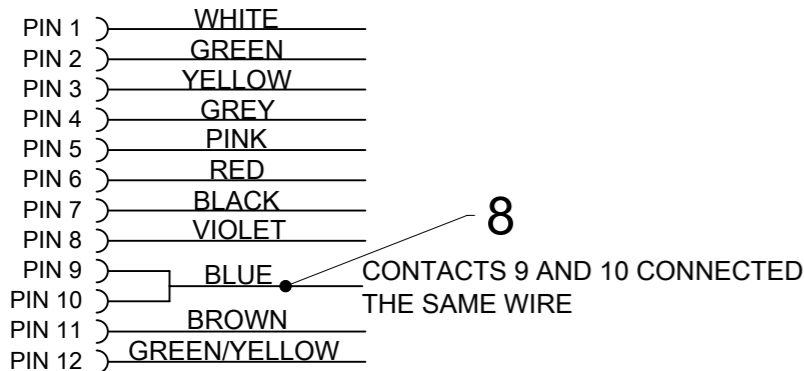 PIN 1 WHITE
PIN 2 GREEN
PIN 3 YELLOW
PIN 4 GREY
PIN 5 PINK
PIN 6 RED
PIN 7 BLACK
PIN 8 VIOLET
8
PIN 9
BLUE CONTACTS 9 AND 10 CONNECTED
PIN 10 THE SAME WIRE
PIN 11 BROWN
PIN 12 GREEN/YELLOW